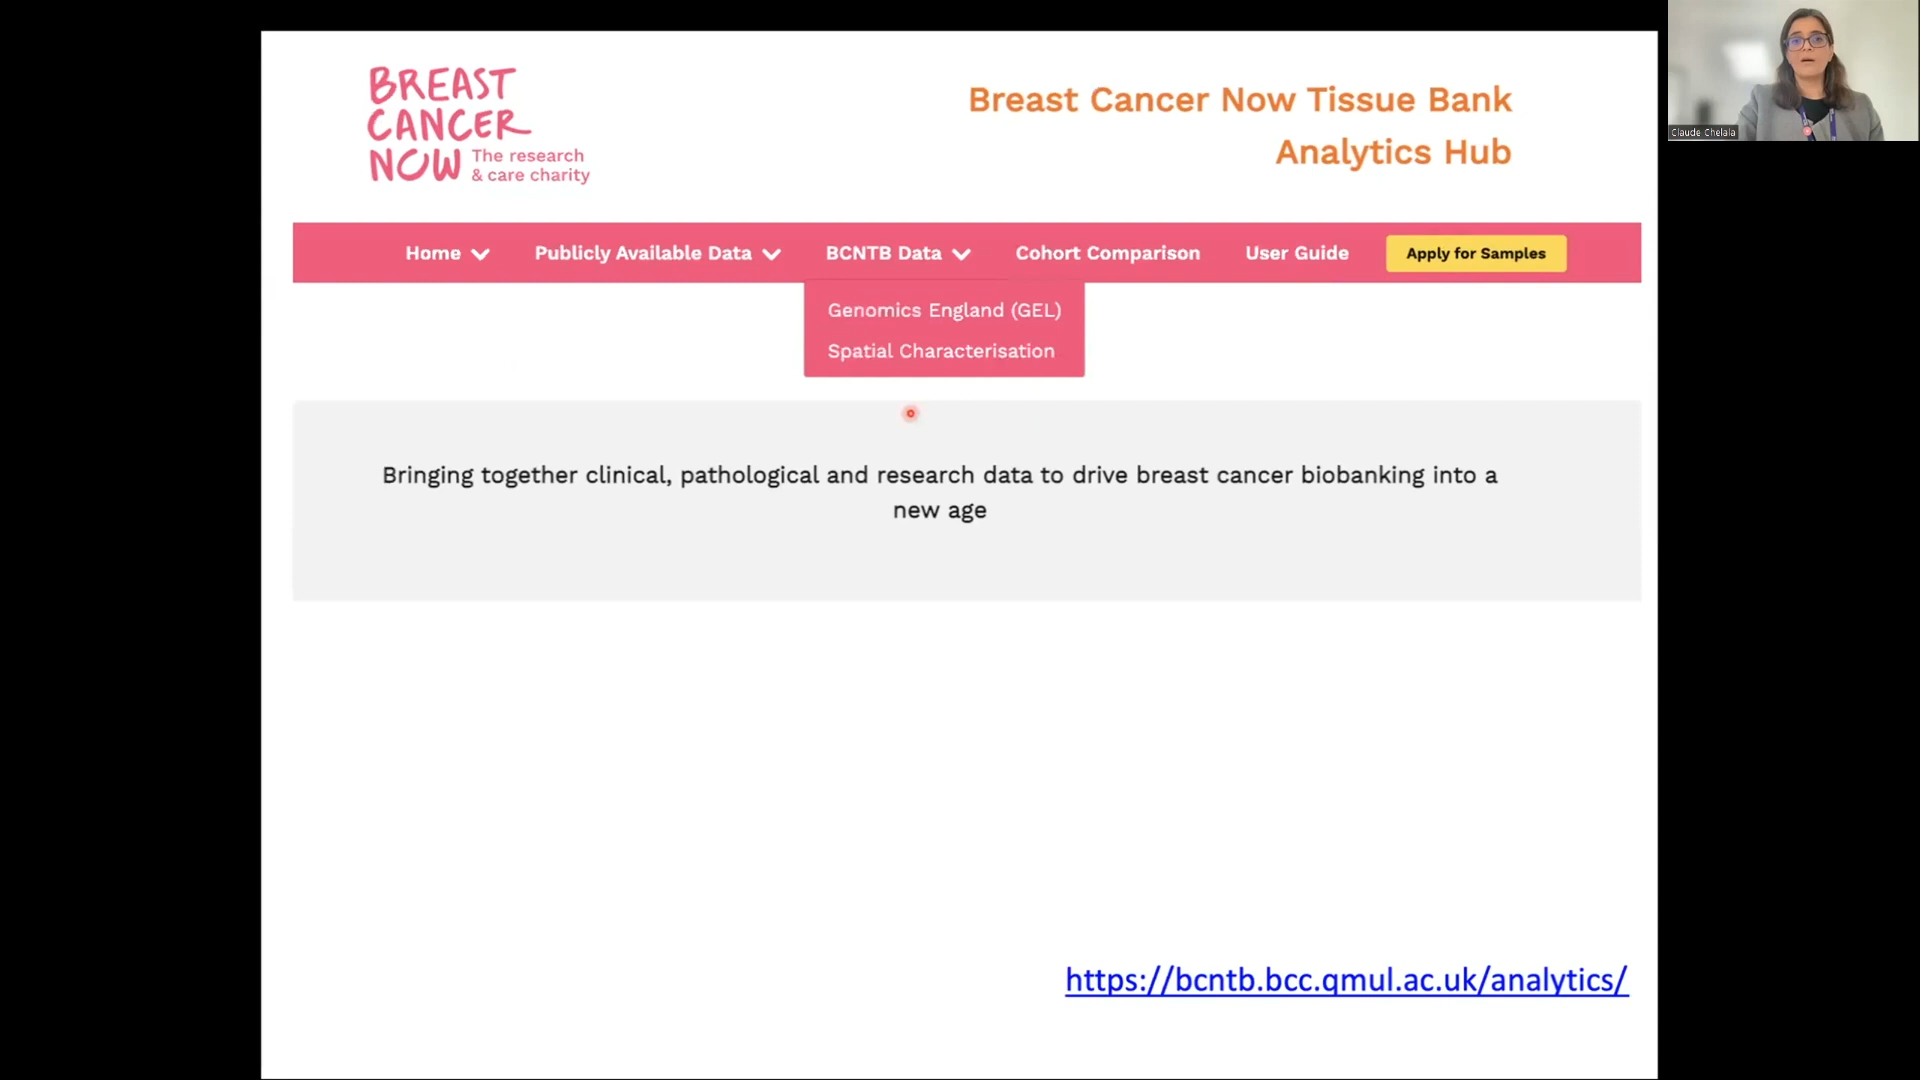 BREAST
CANCER
NOW The research
& care charity
Breast Cancer Now Tissue Bank
Analytics Hub
Claude Chelala
Home Publicly Available Data BCNTB Data Cohort Comparison User Guide Apply for Samples
Genomics England (GEL)
Spatial Characterisation
Bringing together clinical, pathological and research data to drive breast cancer biobanking into a
new age
https://bcntb.bcc.qmul.ac.uk/analytics/